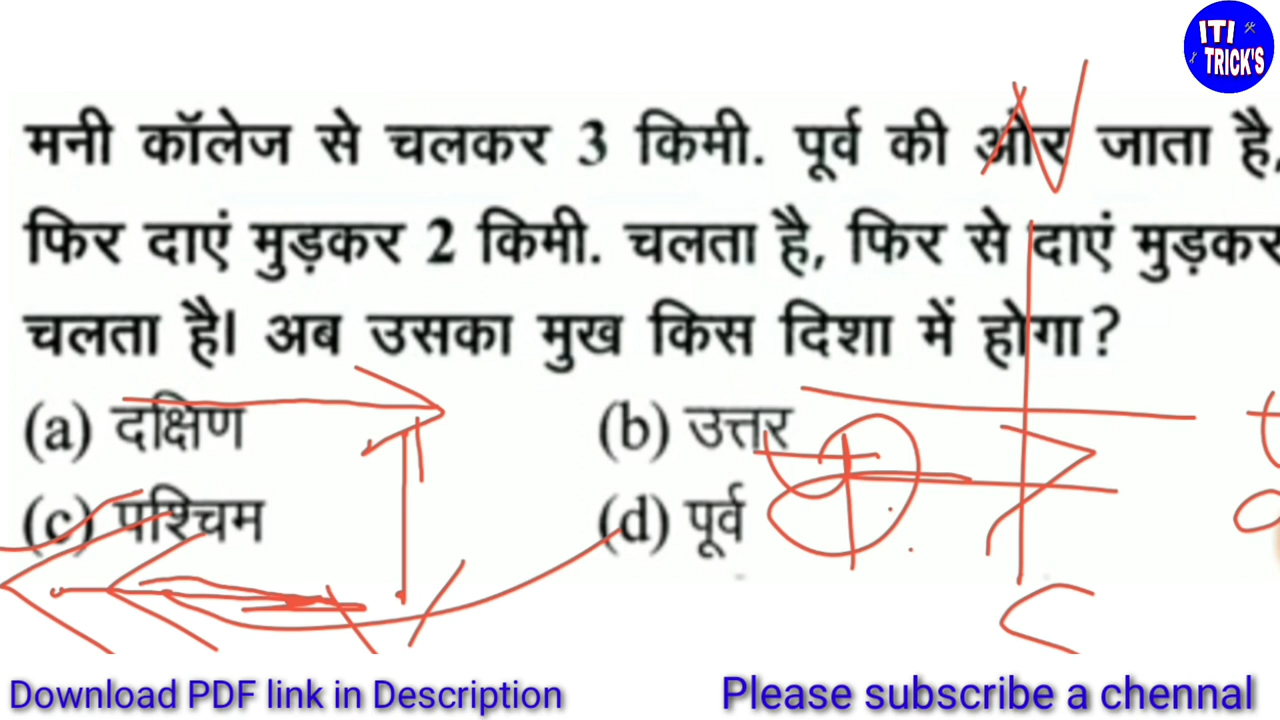 ITI
TRICK'S
मनी कॉलेज से चलकर 3 किमी. पूर्व की ओर जाता है,
फिर दाएं मुड़कर 2 किमी. चलता है, फिर से दाएं मुड़कर
चलता है। अब उसका मुख किस दिशा में होगा?
(a) दक्षिण (b) उत्तर
(c) पश्चिम (d) पूर्व
N
S
Download PDF link in Description Please subscribe a chennal